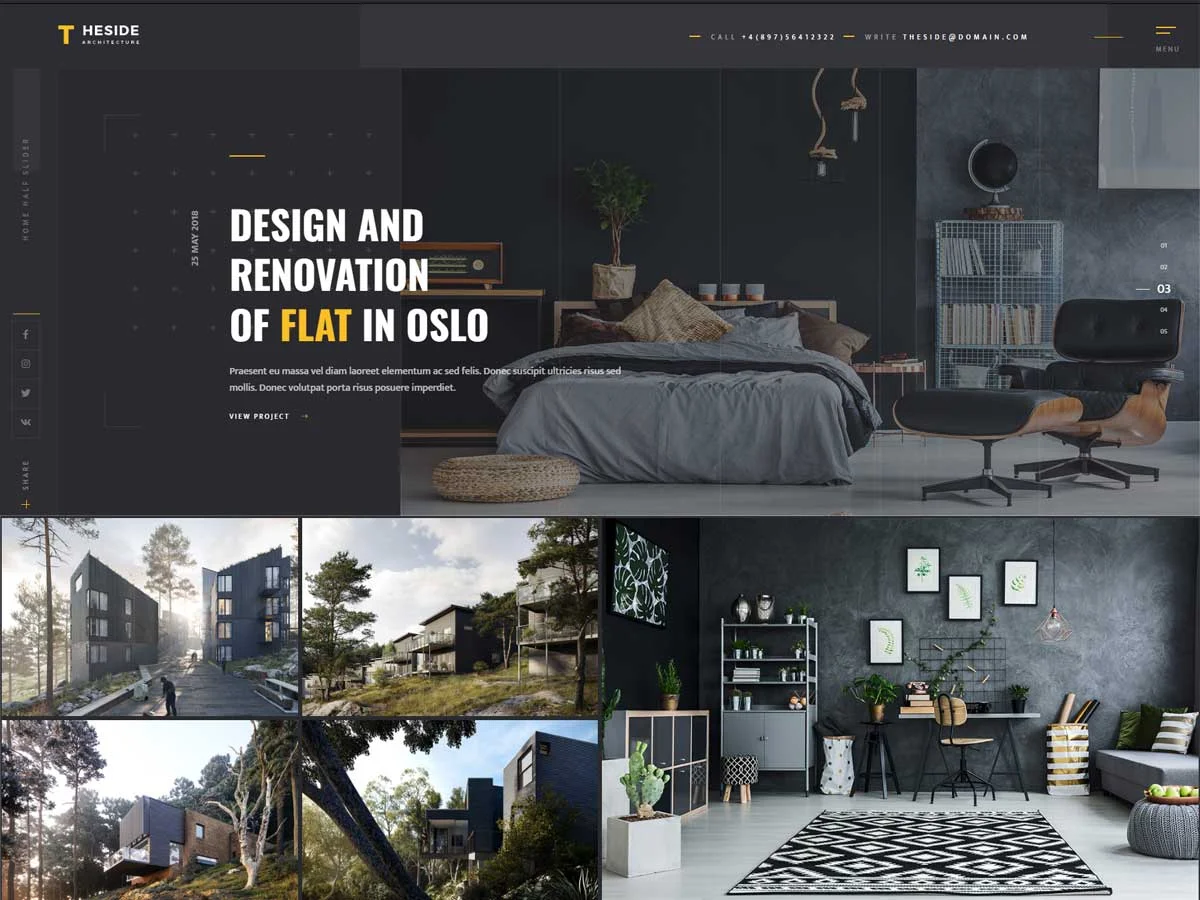 T HESIDE
ARCHITECTURE
CALL +4(897)56412322
WRITE THESIDE@DOMAIN.COM
MENU
HOME HALF SLIDER
25 MAY 2018
DESIGN AND
RENOVATION
OF FLAT IN OSLO
Praesent eu massa vel diam laoreet elementum ac sed felis. Donec suscipit ultricies risus sed
mollis. Donec volutpat porta risus posuere imperdiet.
VIEW PROJECT →
01
02
03
04
05
SHARE
+